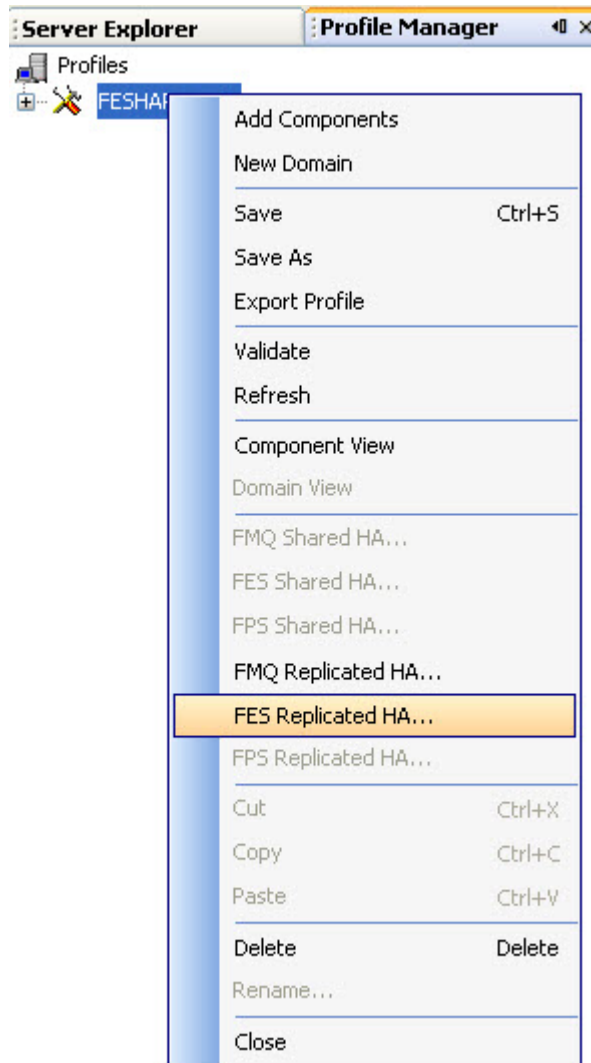 Server Explorer
Profile Manager
Profiles
Add Components
New Domain
Save Ctrl+S
Save As
Export Profile
Validate
Refresh
Component View
Domain View
FMQ Shared HA...
FES Shared HA...
FPS Shared HA...
FMQ Replicated HA...
FES Replicated HA...
FPS Replicated HA...
Cut Ctrl+X
Copy Ctrl+C
Paste Ctrl+V
Delete Delete
Rename...
Close